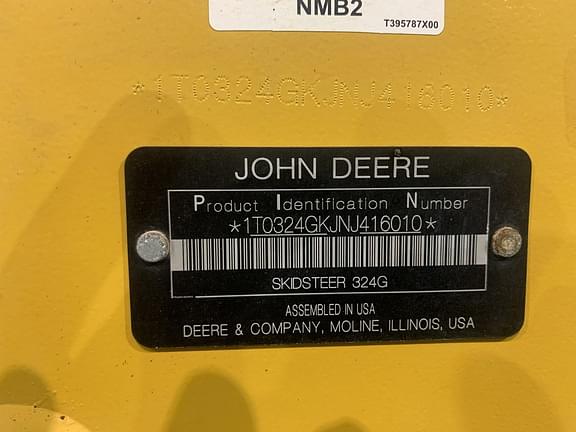 NMB2
T395787X00
*1T0324GKJNJ416010*
JOHN DEERE
Product Identification Number
*1T0324GKJNJ416010*
SKIDSTEER 324G
ASSEMBLED IN USA
DEERE & COMPANY, MOLINE, ILLINOIS, USA